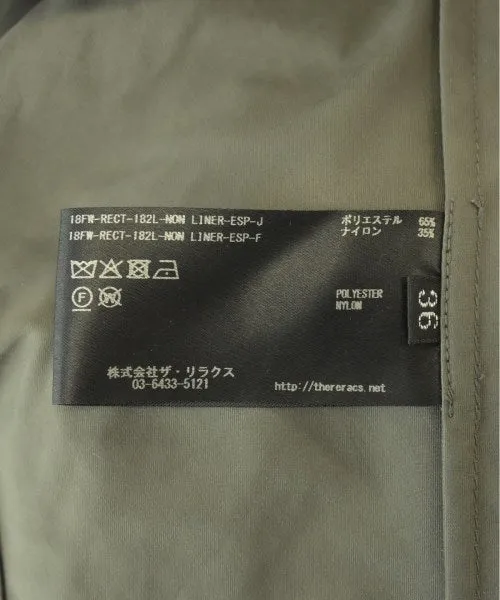 18FW-RECT-182L-NON LINER-ESP-J
18FW-RECT-182L-NON LINER-ESP-F
ポリエステル 65%
ナイロン 35%
F
W
POLYESTER
NYLON
36
株式会社ザ・リラクス
03-6433-5121
http://thereracs.net